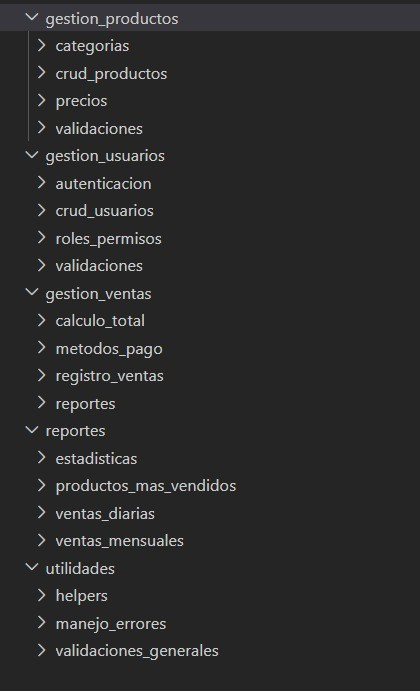 gestion_productos
categorias
crud_productos
precios
validaciones
gestion_usuarios
autenticacion
crud_usuarios
roles_permisos
validaciones
gestion_ventas
calculo_total
metodos_pago
registro_ventas
reportes
reportes
estadisticas
productos_mas_vendidos
ventas_diarias
ventas_mensuales
utilidades
helpers
manejo_errores
validaciones_generales